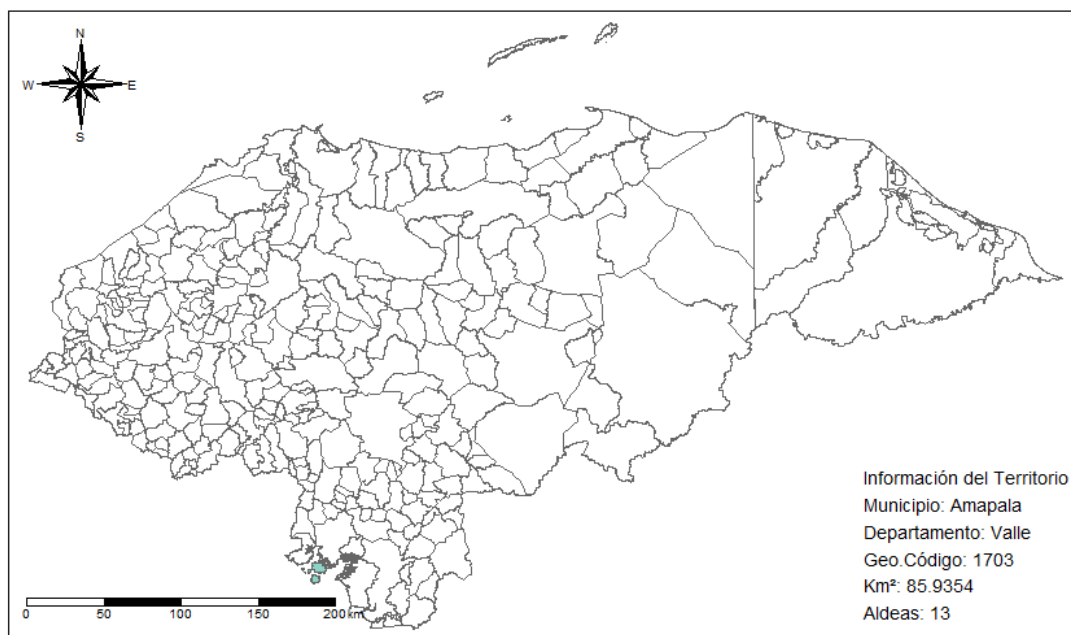 N
W E
S
Información del Territorio
Municipio: Amapala
Departamento: Valle
Geo.Código: 1703
Km²: 85.9354
Aldeas: 13
0 50 100 150 200 km